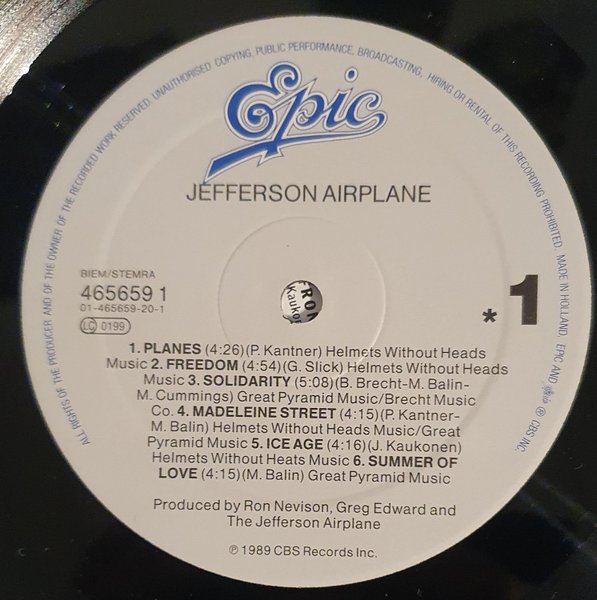 ALL RIGHTS OF THE PRODUCER AND OF THE OWNER OF THE RECORDED WORK RESERVED. UNAUTHORISED COPYING, PUBLIC PERFORMANCE, BROADCASTING, HIRING OR RENTAL OF THIS RECORDING PROHIBITED. MADE IN HOLLAND. EPIC AND Epic ℗ CBS INC.
Epic
JEFFERSON AIRPLANE
BIEM/STEMRA
465659 1
01-465659-20-1
LC 0199
* 1
RON
Kaukon
1. PLANES (4:26)(P. Kantner) Helmets Without Heads
Music 2. FREEDOM (4:54)(G. Slick) Helmets Without Heads
Music 3. SOLIDARITY (5:08)(B. Brecht-M. Balin-
M. Cummings) Great Pyramid Music/Brecht Music
Co. 4. MADELEINE STREET (4:15)(P. Kantner-
M. Balin) Helmets Without Heads Music/Great
Pyramid Music 5. ICE AGE (4:16)(J. Kaukonen)
Helmets Without Heats Music 6. SUMMER OF
LOVE (4:15)(M. Balin) Great Pyramid Music
Produced by Ron Nevison, Greg Edward and
The Jefferson Airplane
℗ 1989 CBS Records Inc.